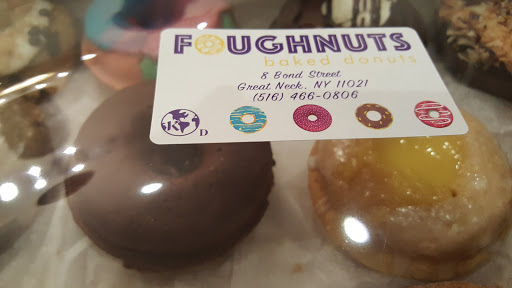 FOUGHNUTS
baked donuts
8 Bond Street
Great Neck, NY 11021
(516) 466-0806
K D